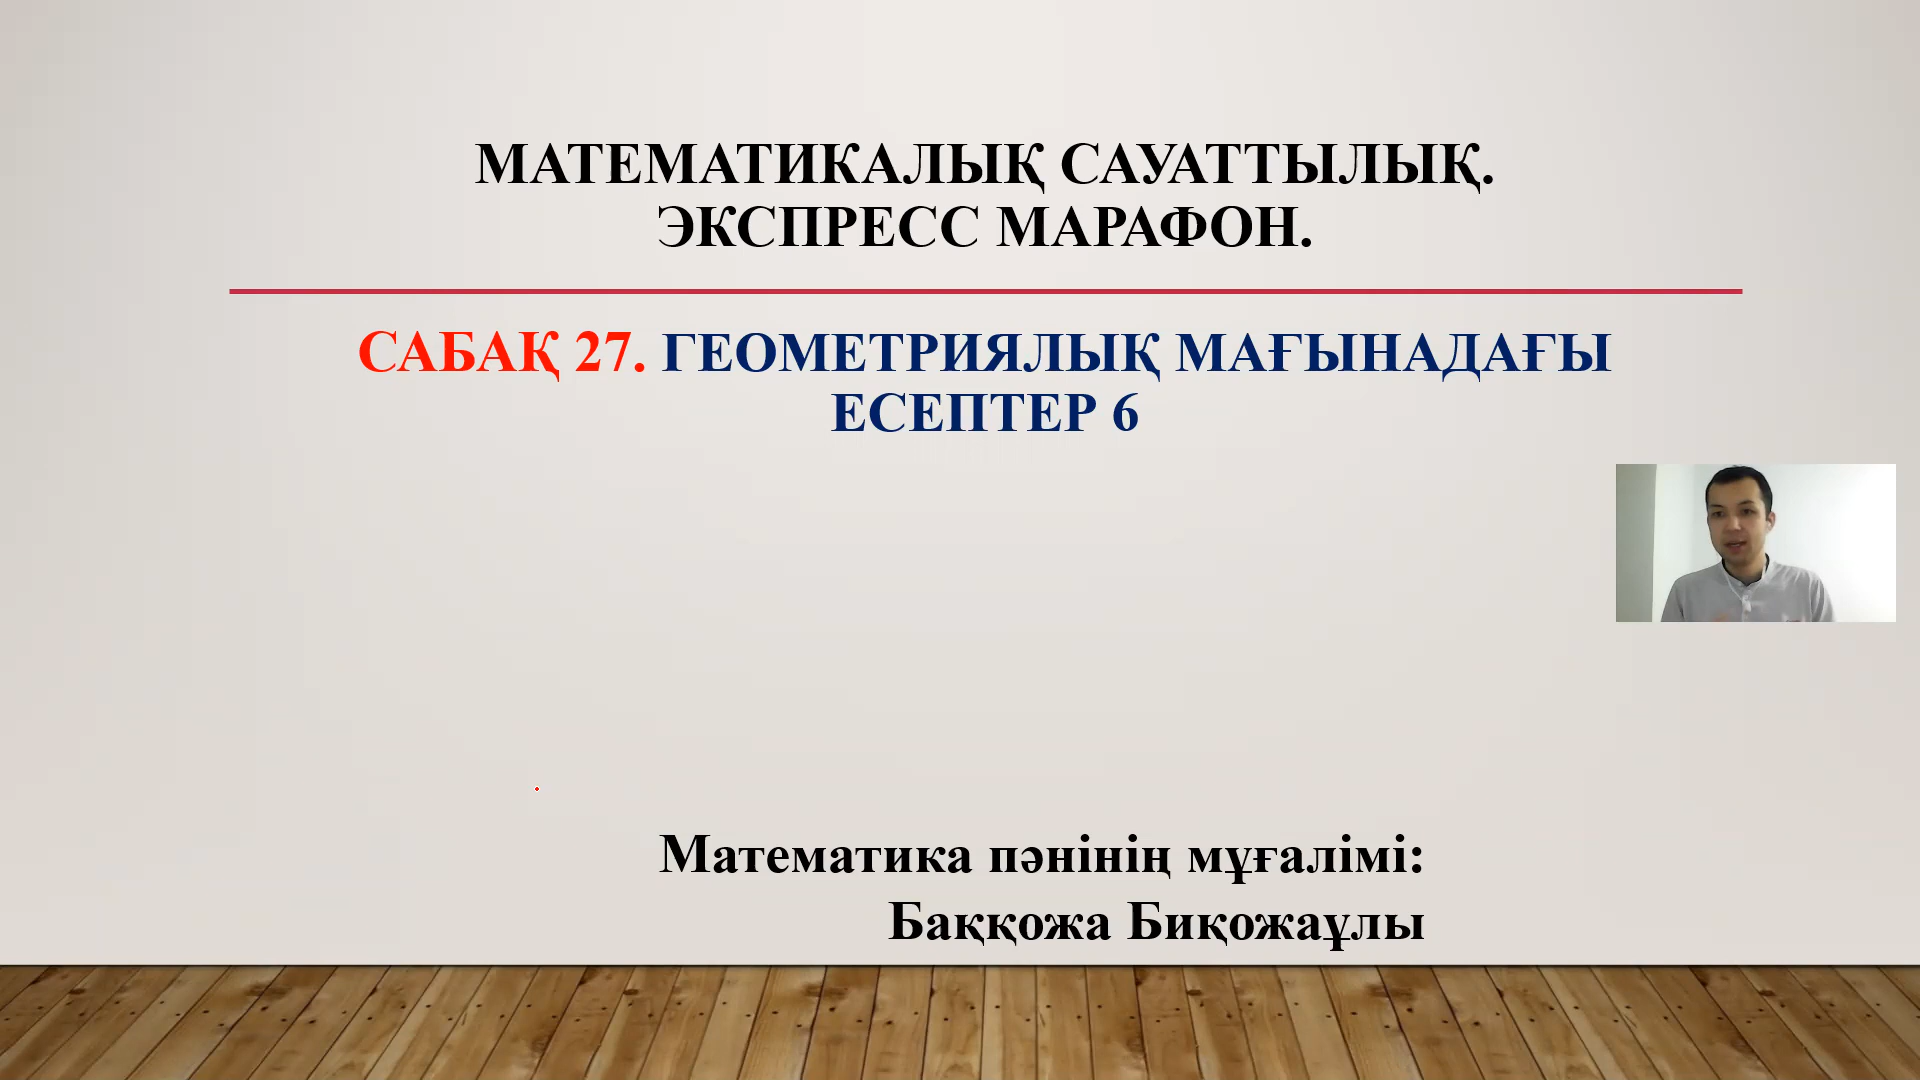 МАТЕМАТИКАЛЫҚ САУАТТЫЛЫҚ.
ЭКСПРЕСС МАРАФОН.
САБАҚ 27. ГЕОМЕТРИЯЛЫҚ МАҒЫНАДАҒЫ
ЕСЕПТЕР 6
Математика пәнінің мұғалімі:
Баққожа Биқожаұлы